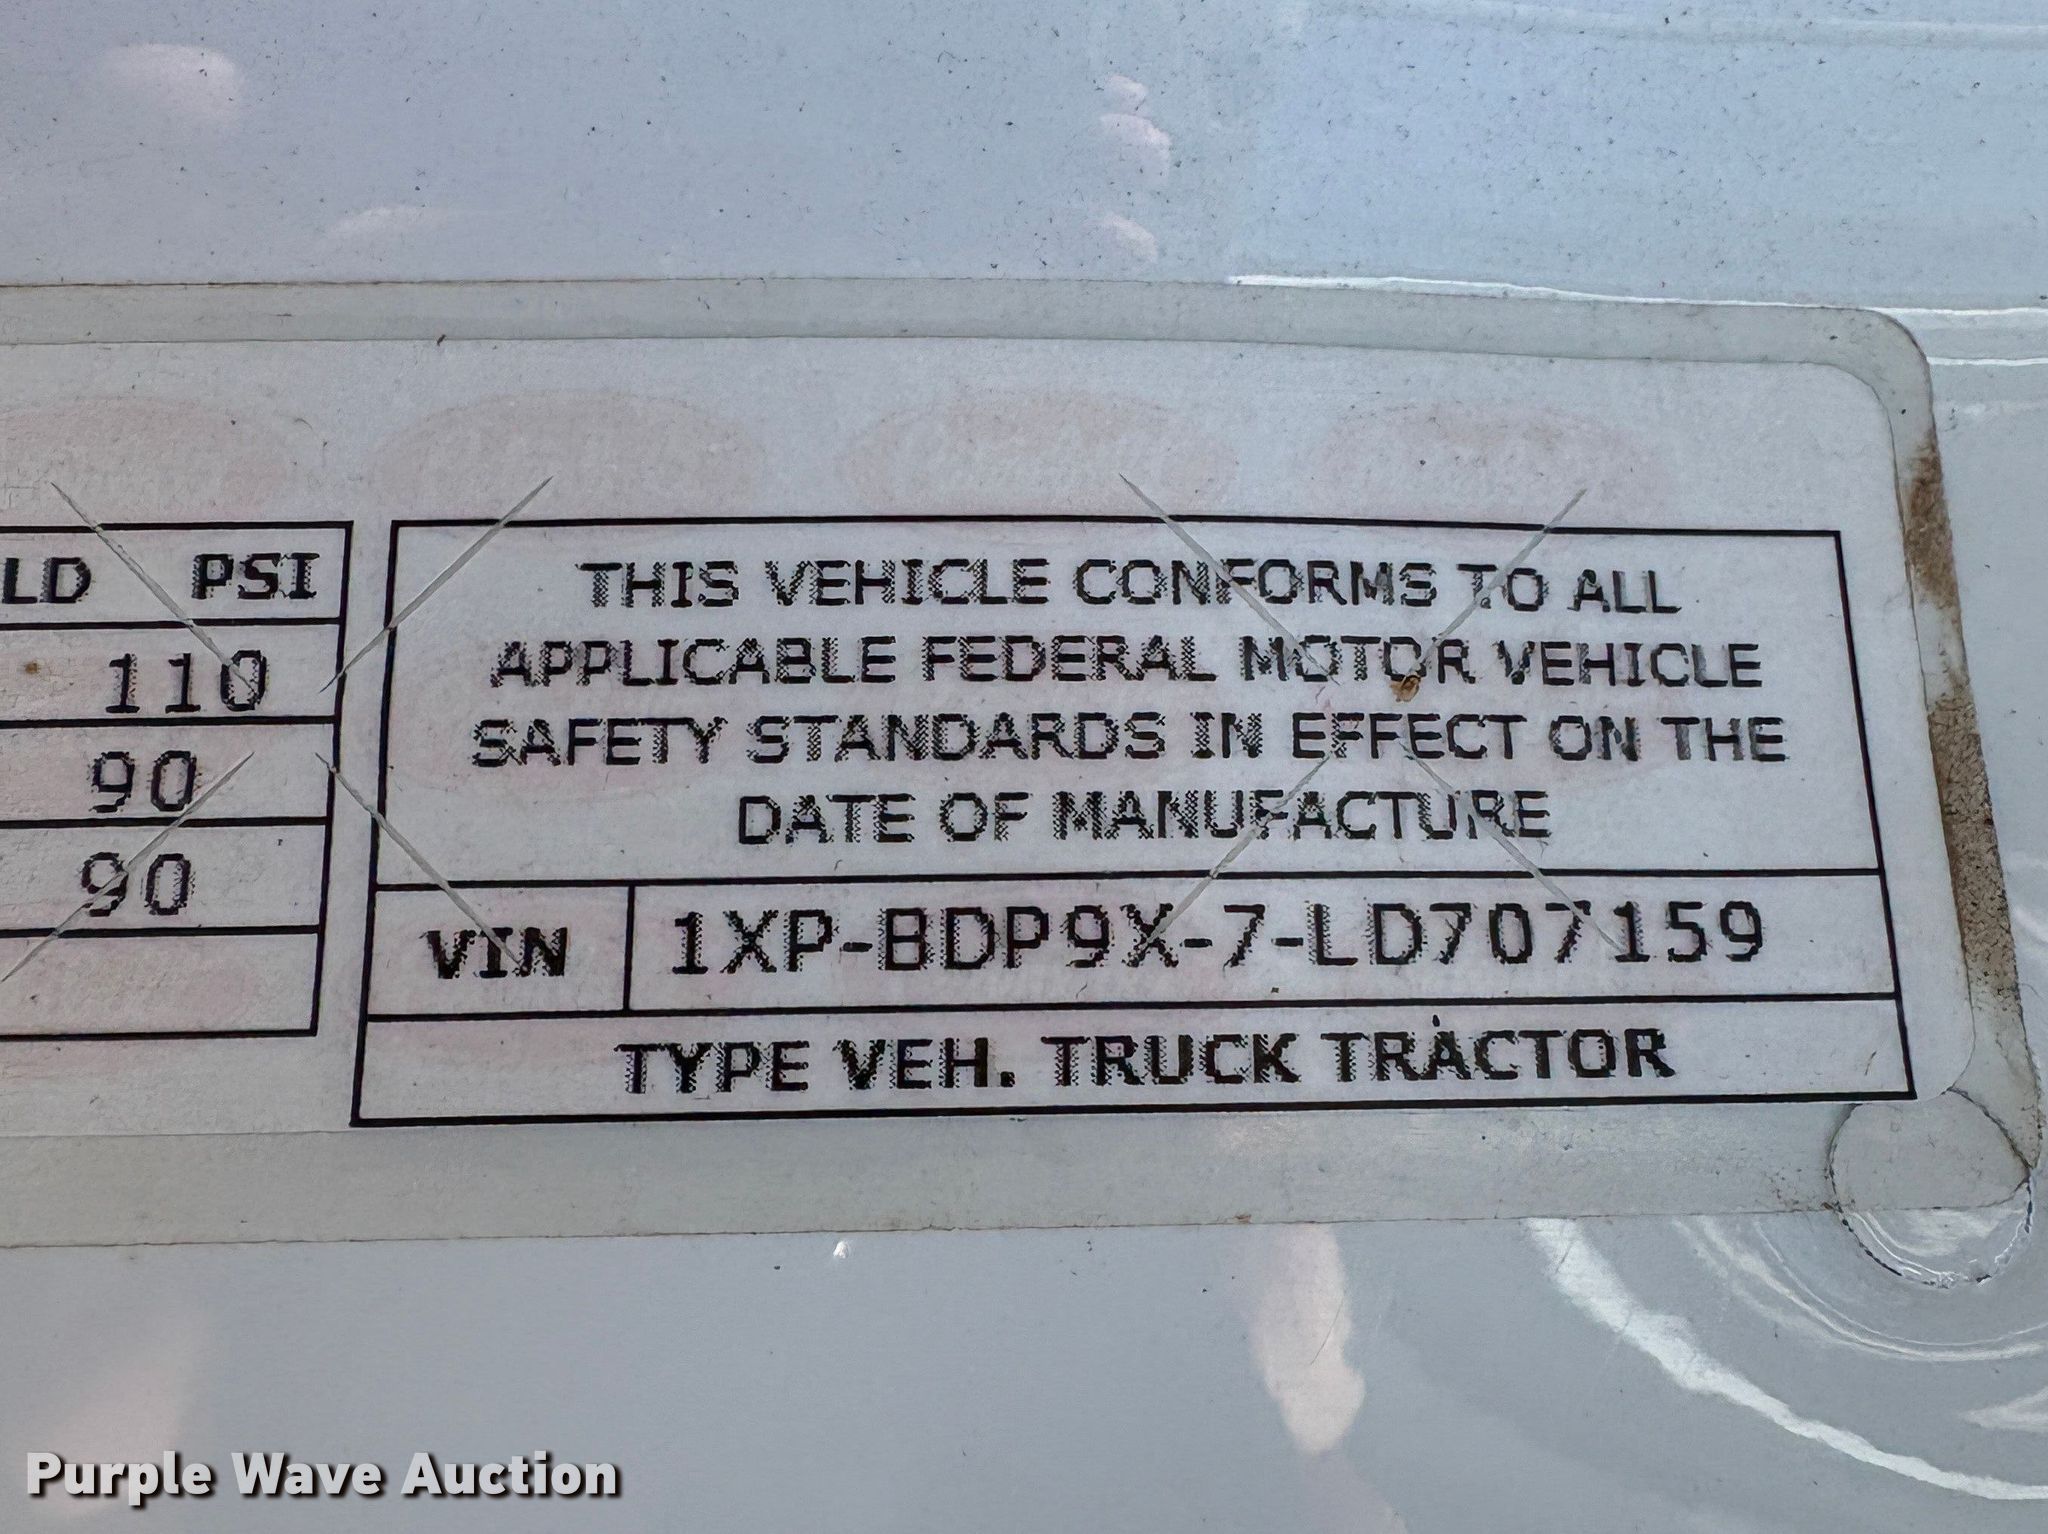 LD PSI
110
90
90
THIS VEHICLE CONFORMS TO ALL
APPLICABLE FEDERAL MOTOR VEHICLE
SAFETY STANDARDS IN EFFECT ON THE
DATE OF MANUFACTURE
VIN 1XP-BDP9X-7-LD707159
TYPE VEH. TRUCK TRACTOR
Purple Wave Auction